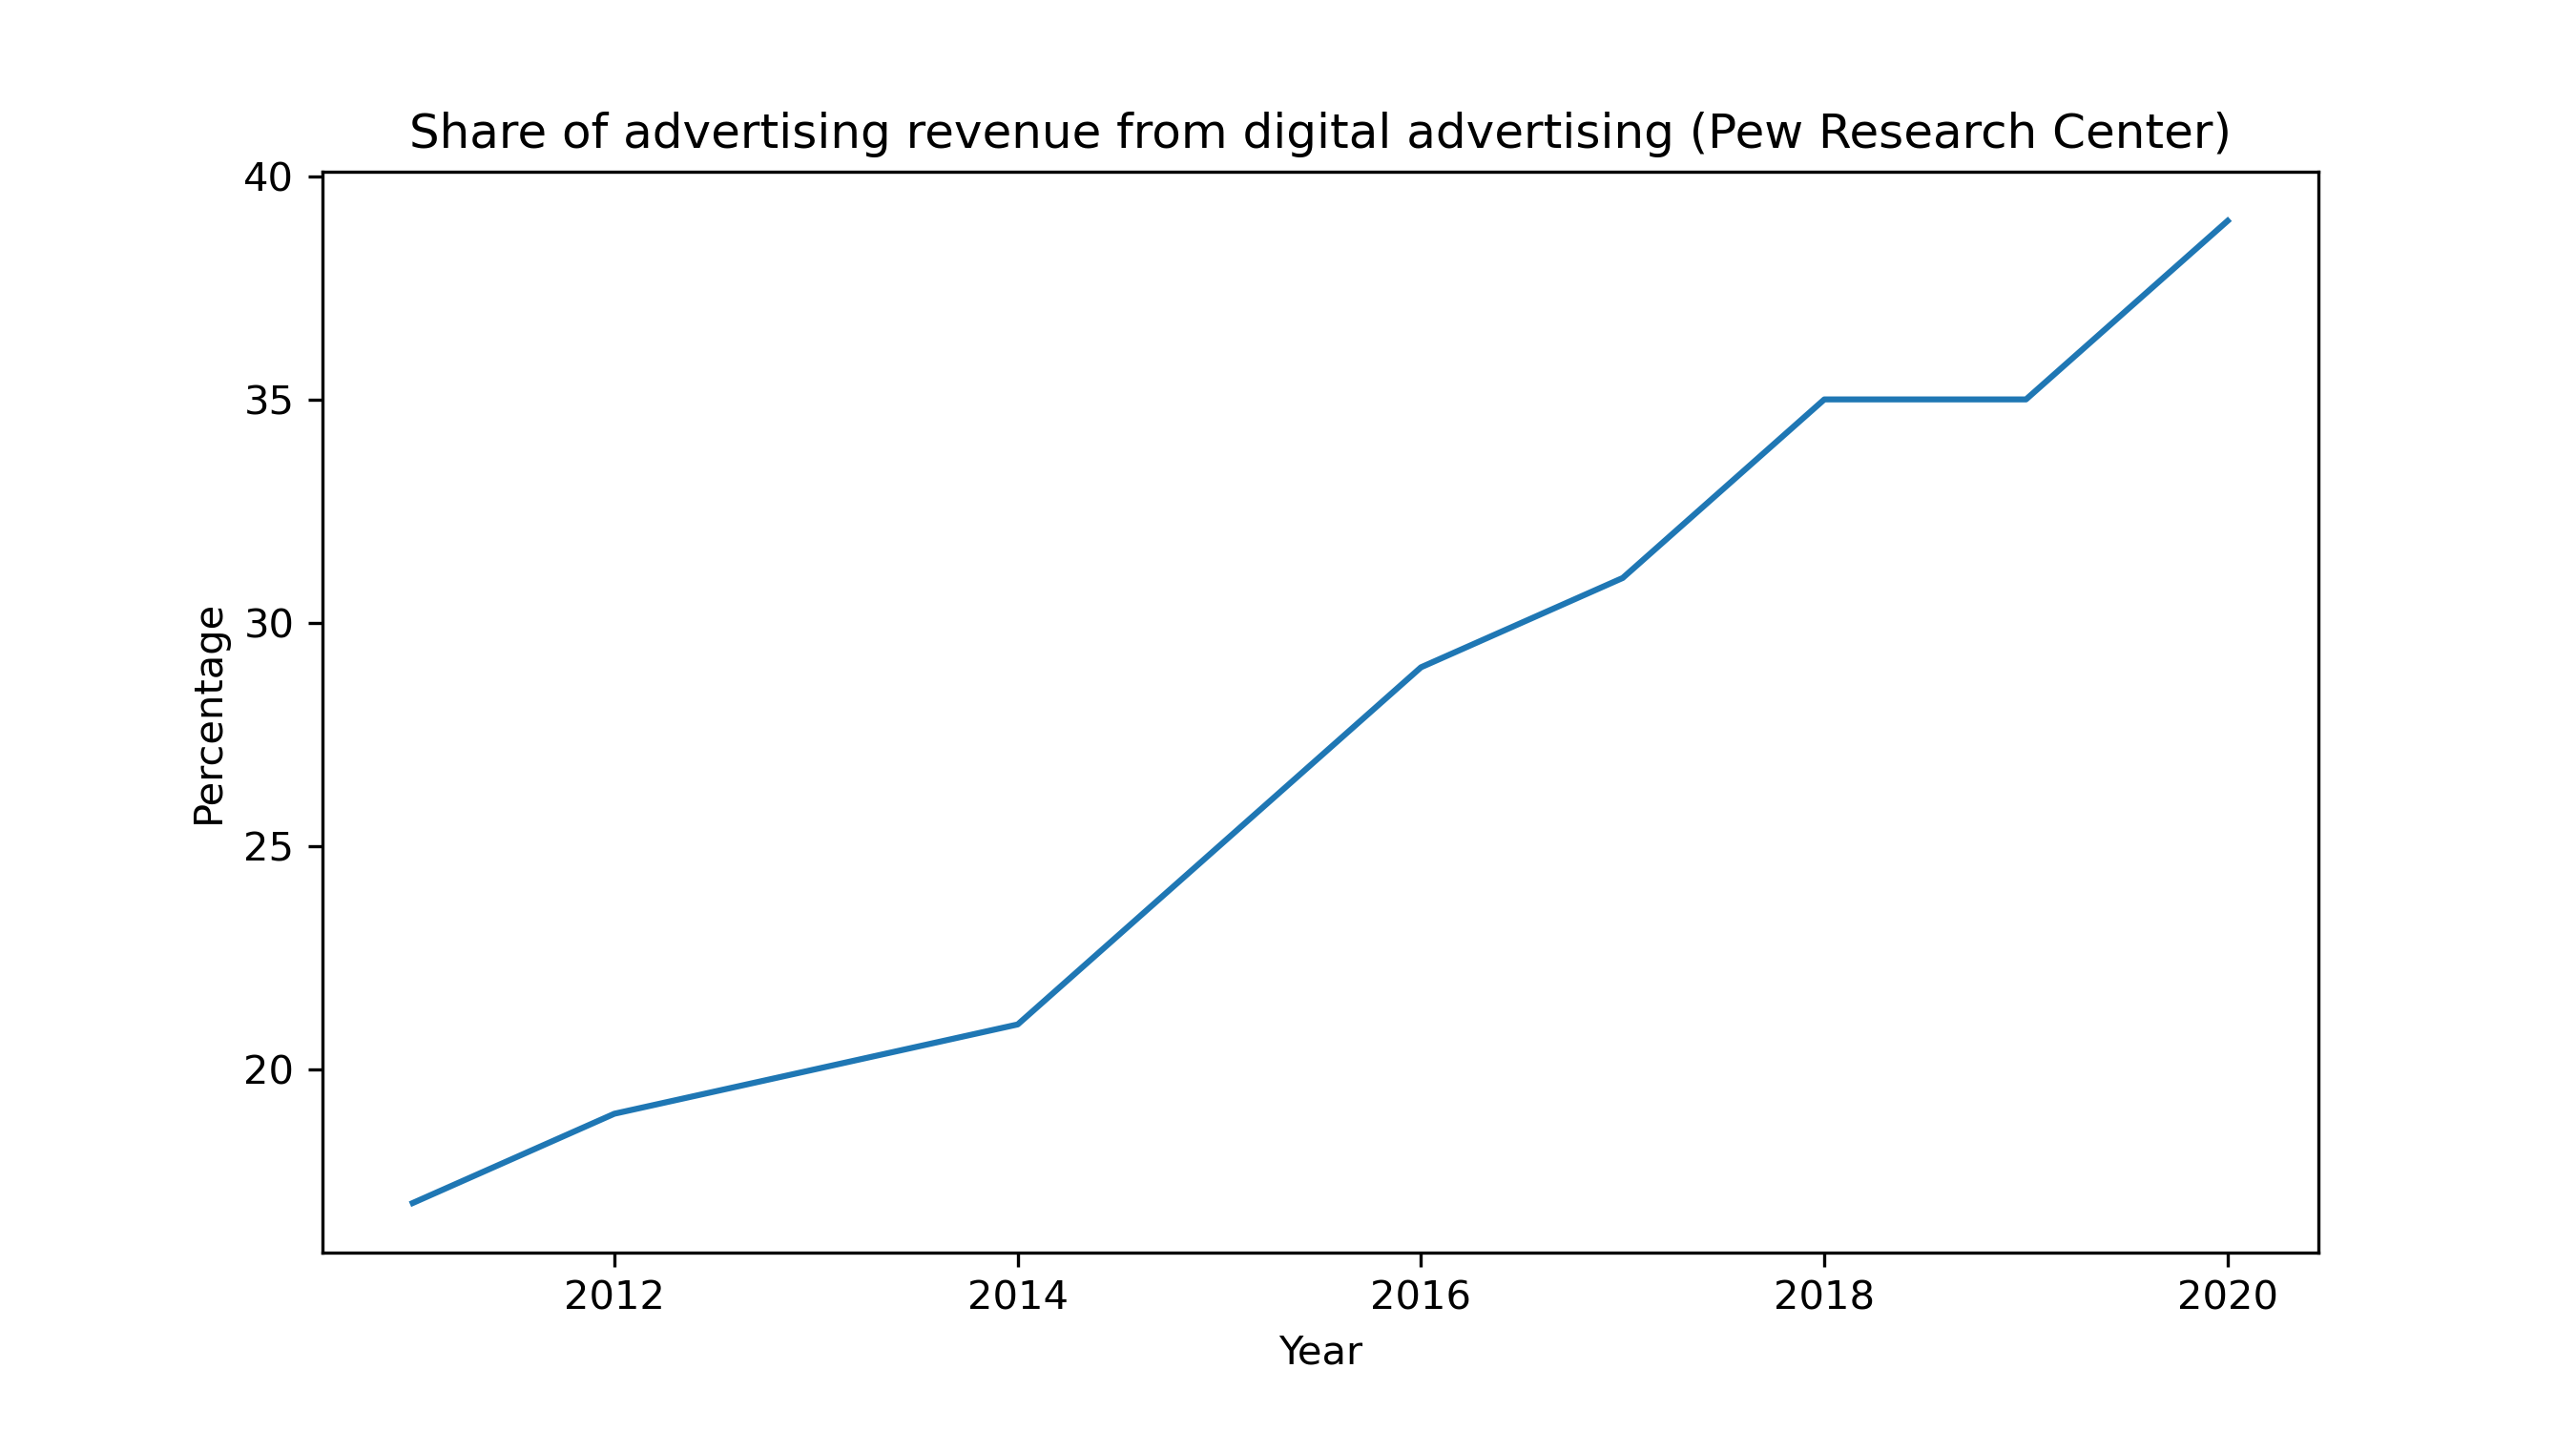 Share of advertising revenue from digital advertising (Pew Research Center)
40
35
30
25
20
Percentage
2012 2014 2016 2018 2020
Year